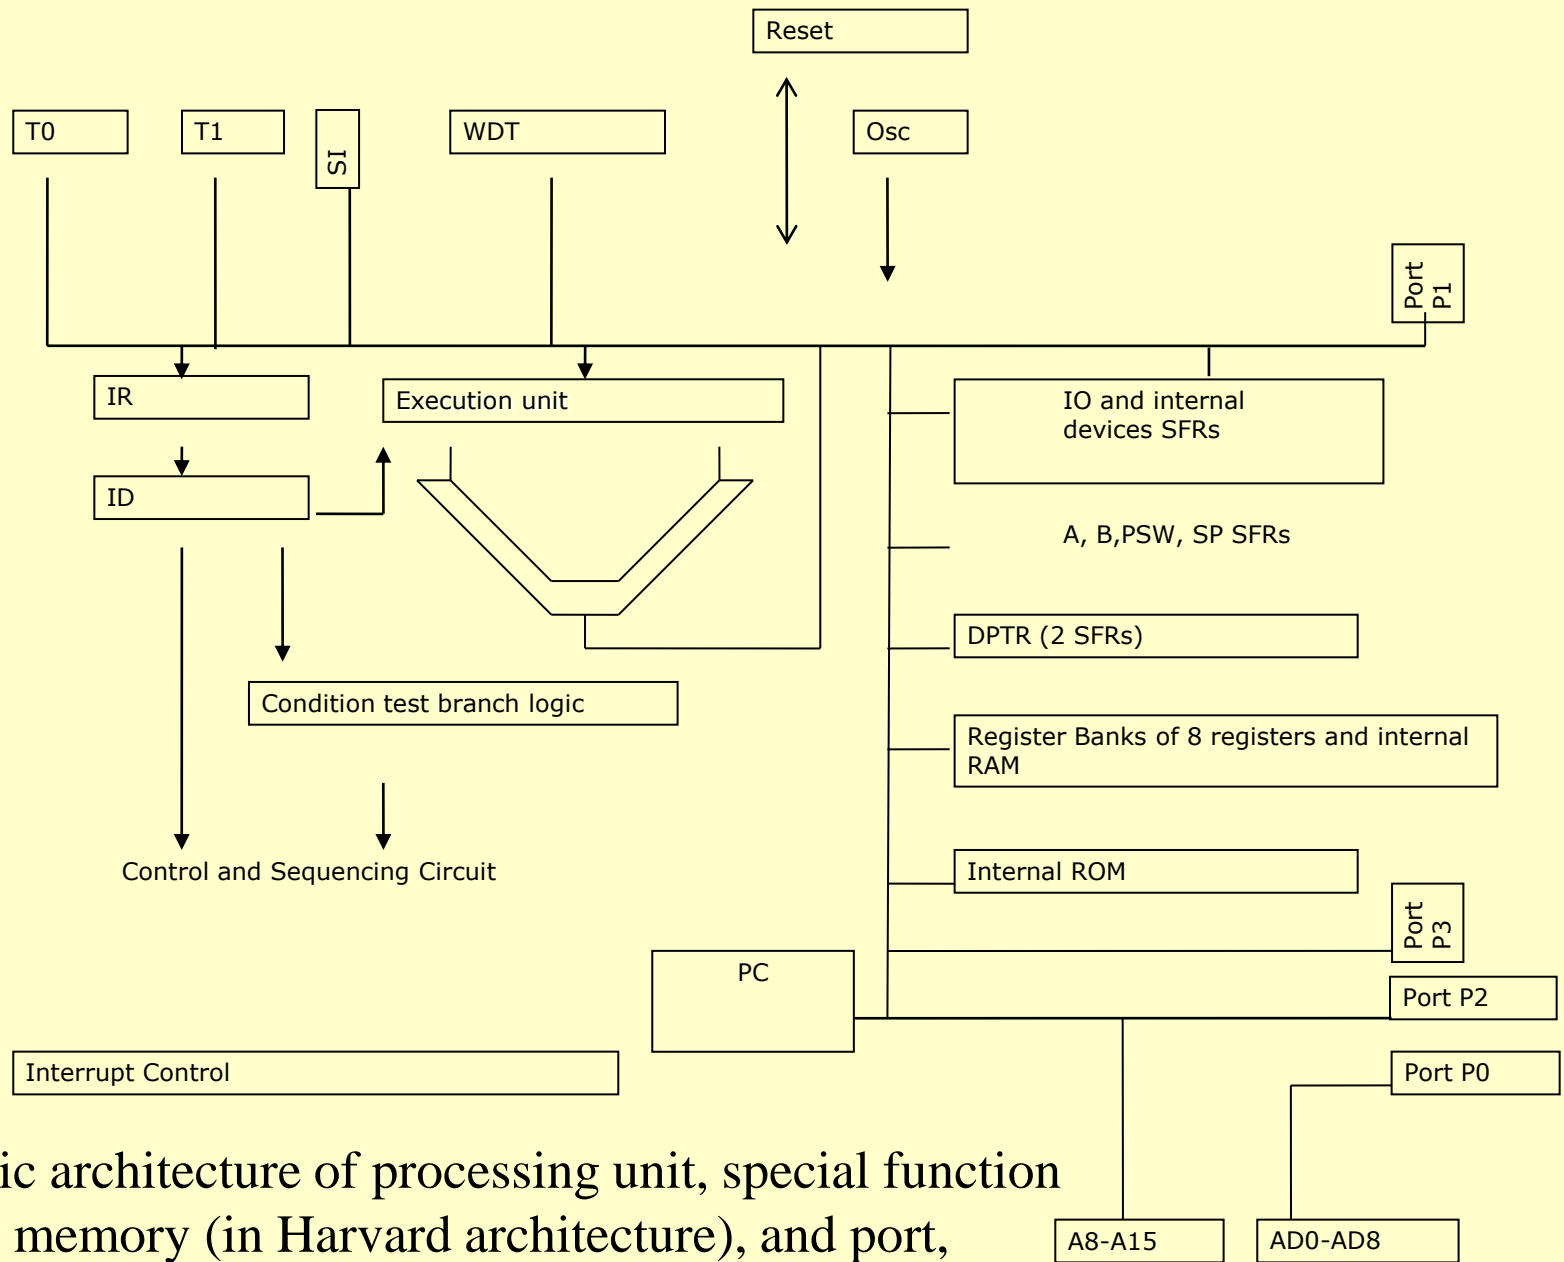 Reset
T0
T1
SI
WDT
Osc
Port
P1
IR
Execution unit
IO and internal
devices SFRs
ID
A, B,PSW, SP SFRs
DPTR (2 SFRs)
Condition test branch logic
Register Banks of 8 registers and internal
RAM
Control and Sequencing Circuit
Internal ROM
Port
P3
PC
Port P2
Interrupt Control
Port P0
ic architecture of processing unit, special function
memory (in Harvard architecture), and port,
A8-A15
AD0-AD8